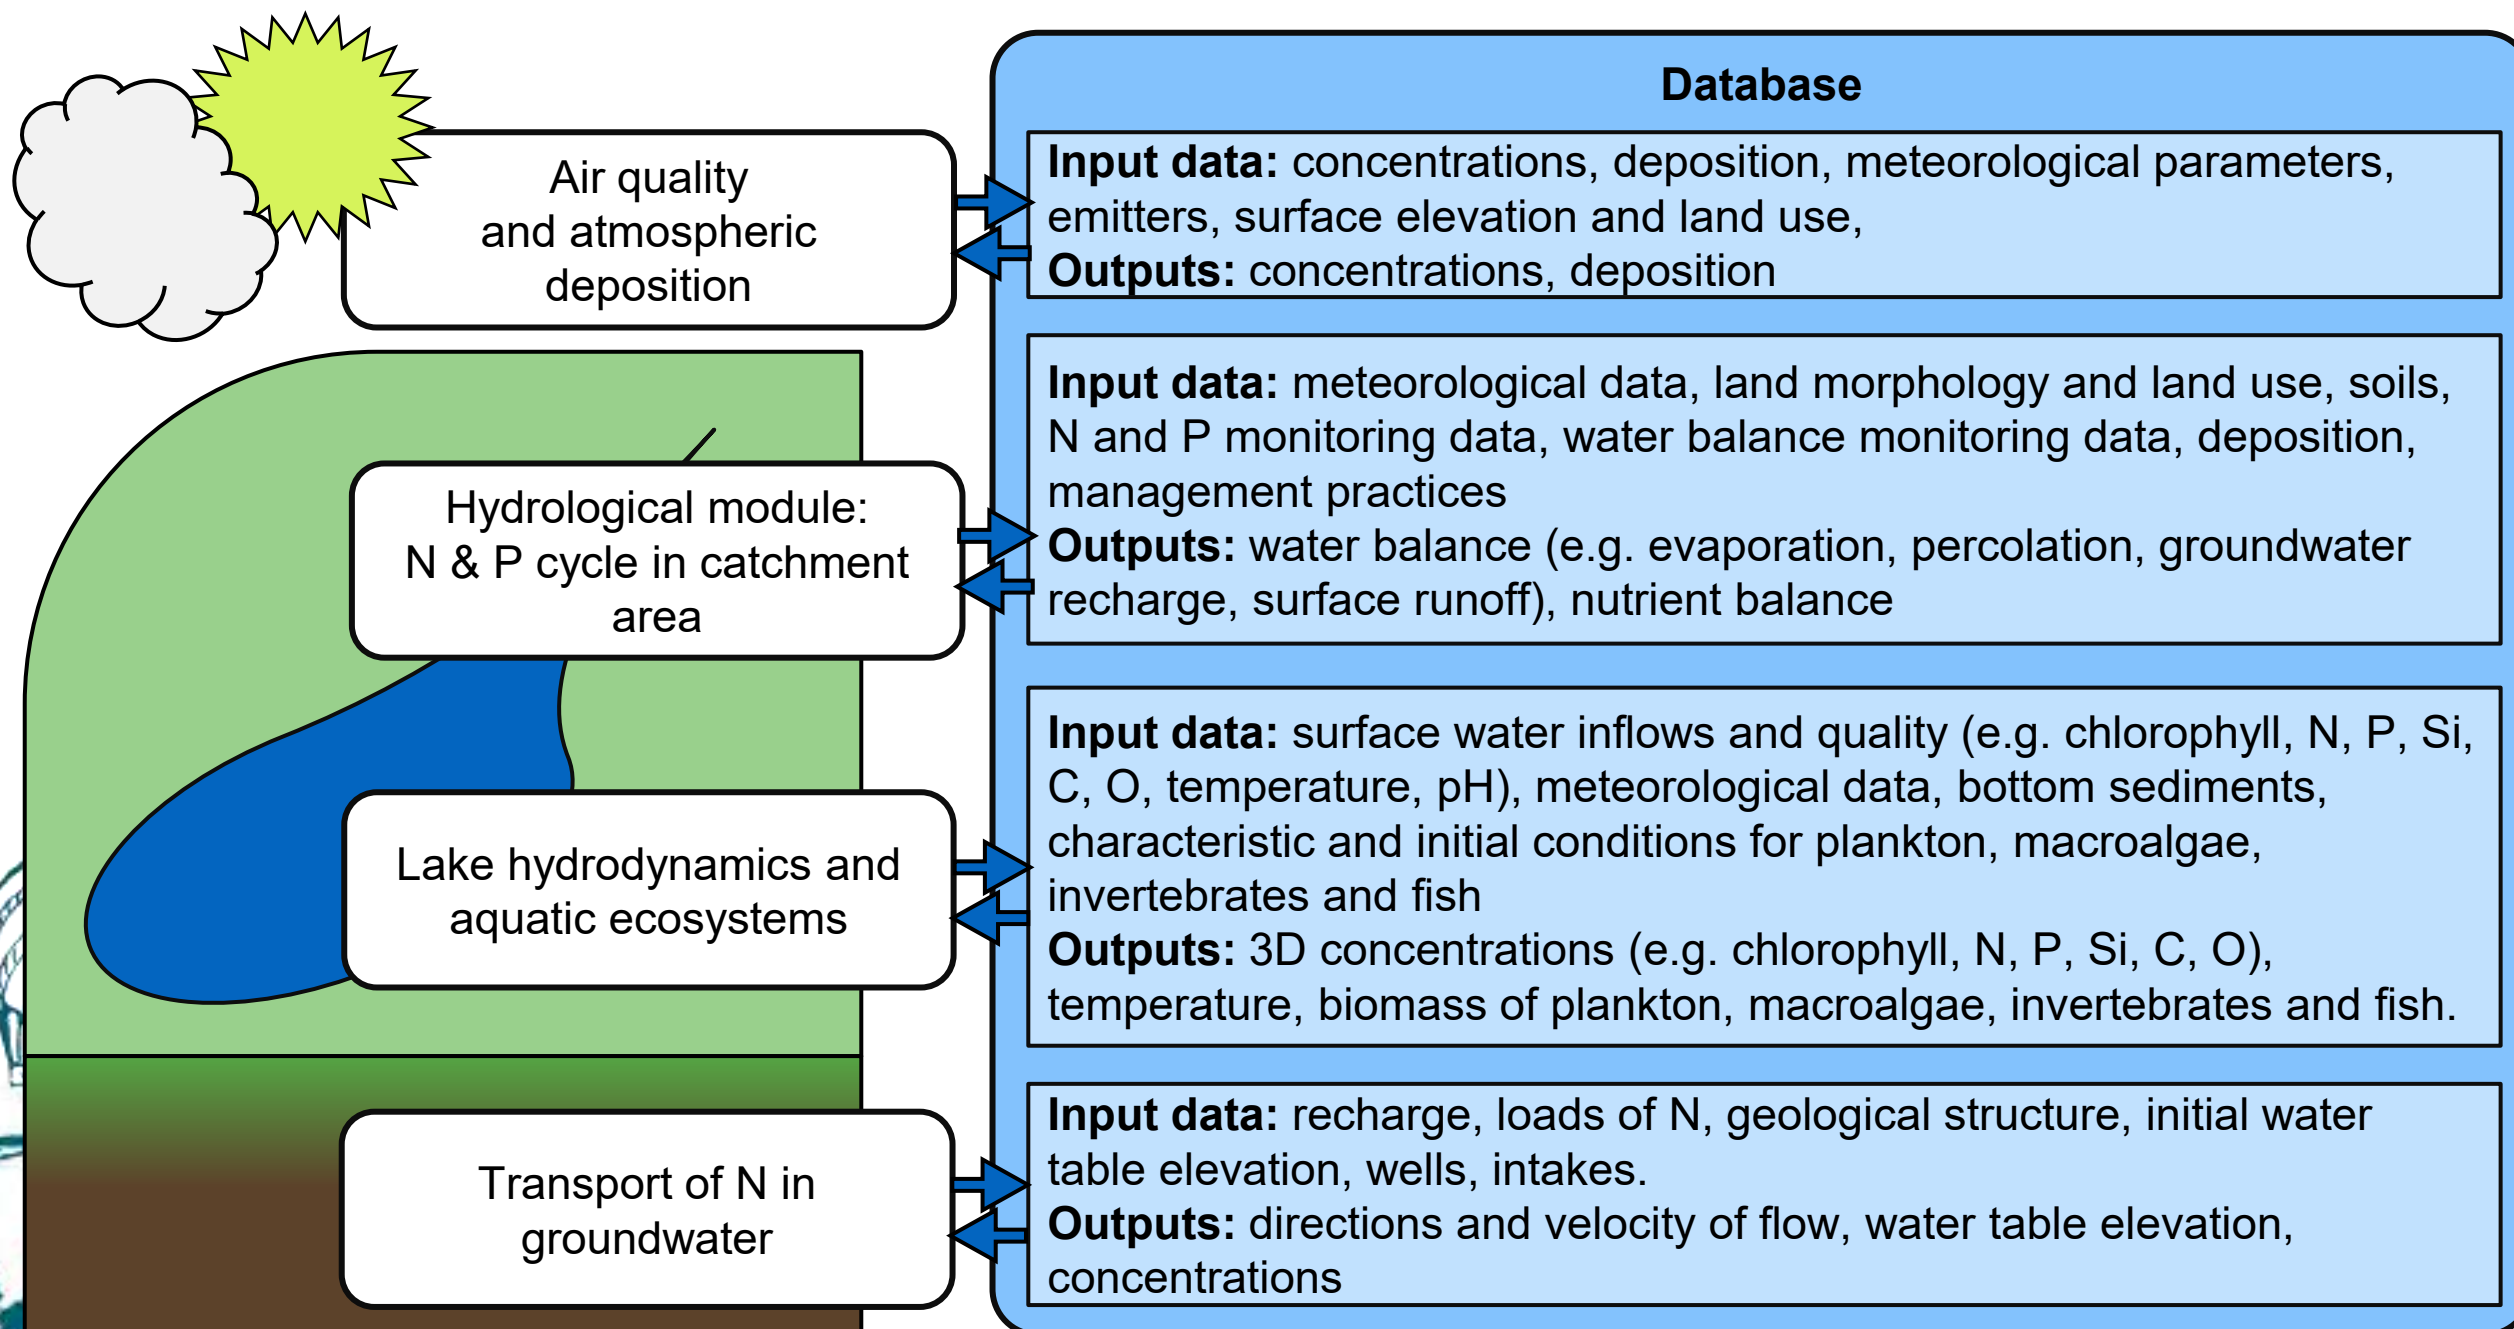 Database
Air quality
and atmospheric
deposition
Input data: concentrations, deposition, meteorological parameters,
emitters, surface elevation and land use,
Outputs: concentrations, deposition
Hydrological module:
N & P cycle in catchment
area
Input data: meteorological data, land morphology and land use, soils,
N and P monitoring data, water balance monitoring data, deposition,
management practices
Outputs: water balance (e.g. evaporation, percolation, groundwater
recharge, surface runoff), nutrient balance
Lake hydrodynamics and
aquatic ecosystems
Input data: surface water inflows and quality (e.g. chlorophyll, N, P, Si,
C, O, temperature, pH), meteorological data, bottom sediments,
characteristic and initial conditions for plankton, macroalgae,
invertebrates and fish
Outputs: 3D concentrations (e.g. chlorophyll, N, P, Si, C, O),
temperature, biomass of plankton, macroalgae, invertebrates and fish.
Transport of N in
groundwater
Input data: recharge, loads of N, geological structure, initial water
table elevation, wells, intakes.
Outputs: directions and velocity of flow, water table elevation,
concentrations